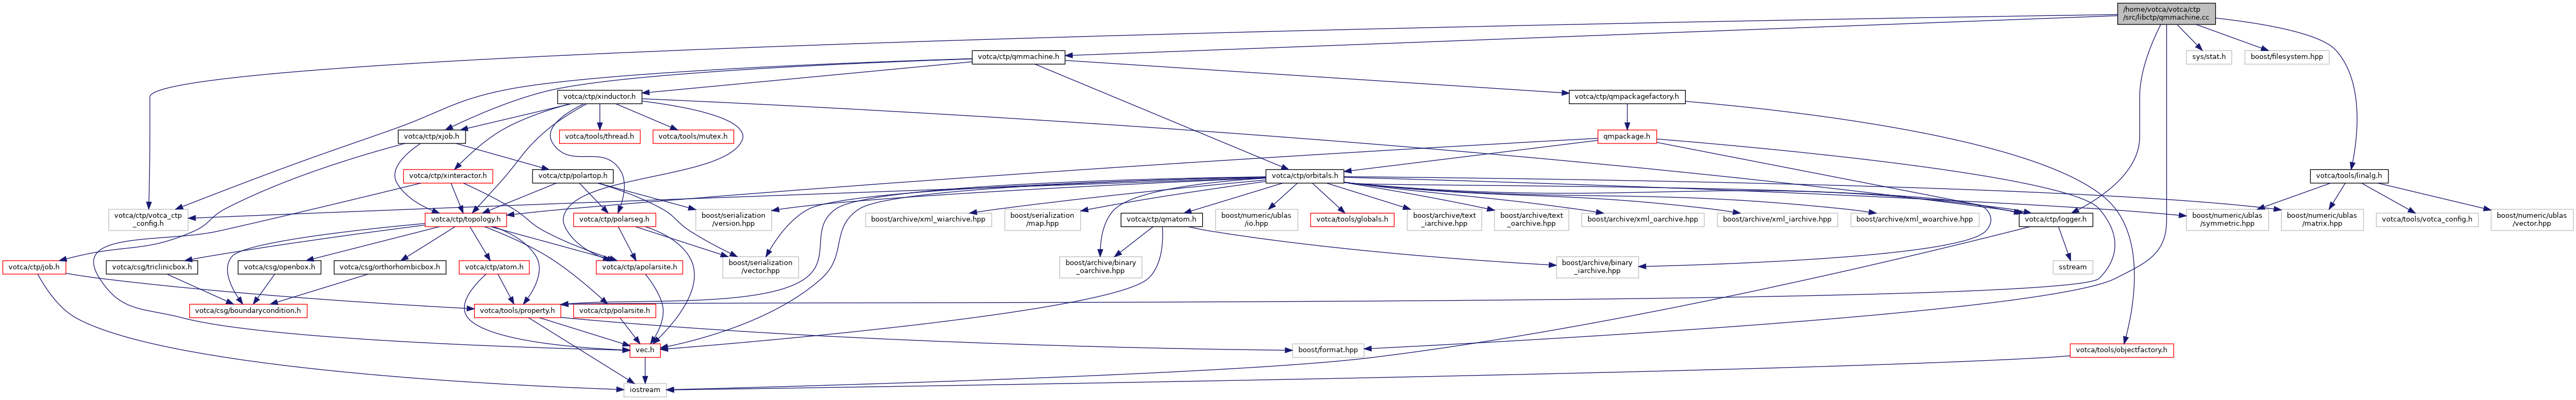 /home/votca/votca/ctp
/src/libctp/qmmachine.cc
votca/ctp/qmmachine.h
sys/stat.h
boost/filesystem.hpp
votca/ctp/xinductor.h
votca/ctp/qmpackagefactory.h
votca/ctp/xjob.h
votca/tools/thread.h
votca/tools/mutex.h
qmpackage.h
votca/ctp/xinteractor.h
votca/ctp/polartop.h
votca/ctp/orbitals.h
votca/tools/linalg.h
votca/ctp/votca_ctp
_config.h
votca/ctp/topology.h
votca/ctp/polarseg.h
boost/serialization
/version.hpp
boost/archive/xml_wiarchive.hpp
boost/serialization
/map.hpp
votca/ctp/qmatom.h
boost/numeric/ublas
/io.hpp
votca/tools/globals.h
boost/archive/text
_iarchive.hpp
boost/archive/text
_oarchive.hpp
boost/archive/xml_oarchive.hpp
boost/archive/xml_iarchive.hpp
boost/archive/xml_woarchive.hpp
votca/ctp/logger.h
boost/numeric/ublas
/symmetric.hpp
boost/numeric/ublas
/matrix.hpp
votca/tools/votca_config.h
boost/numeric/ublas
/vector.hpp
votca/ctp/job.h
votca/csg/triclinicbox.h
votca/csg/openbox.h
votca/csg/orthorhombicbox.h
votca/ctp/atom.h
votca/ctp/apolarsite.h
boost/serialization
/vector.hpp
boost/archive/binary
_oarchive.hpp
boost/archive/binary
_iarchive.hpp
sstream
votca/csg/boundarycondition.h
votca/tools/property.h
votca/ctp/polarsite.h
vec.h
boost/format.hpp
votca/tools/objectfactory.h
iostream